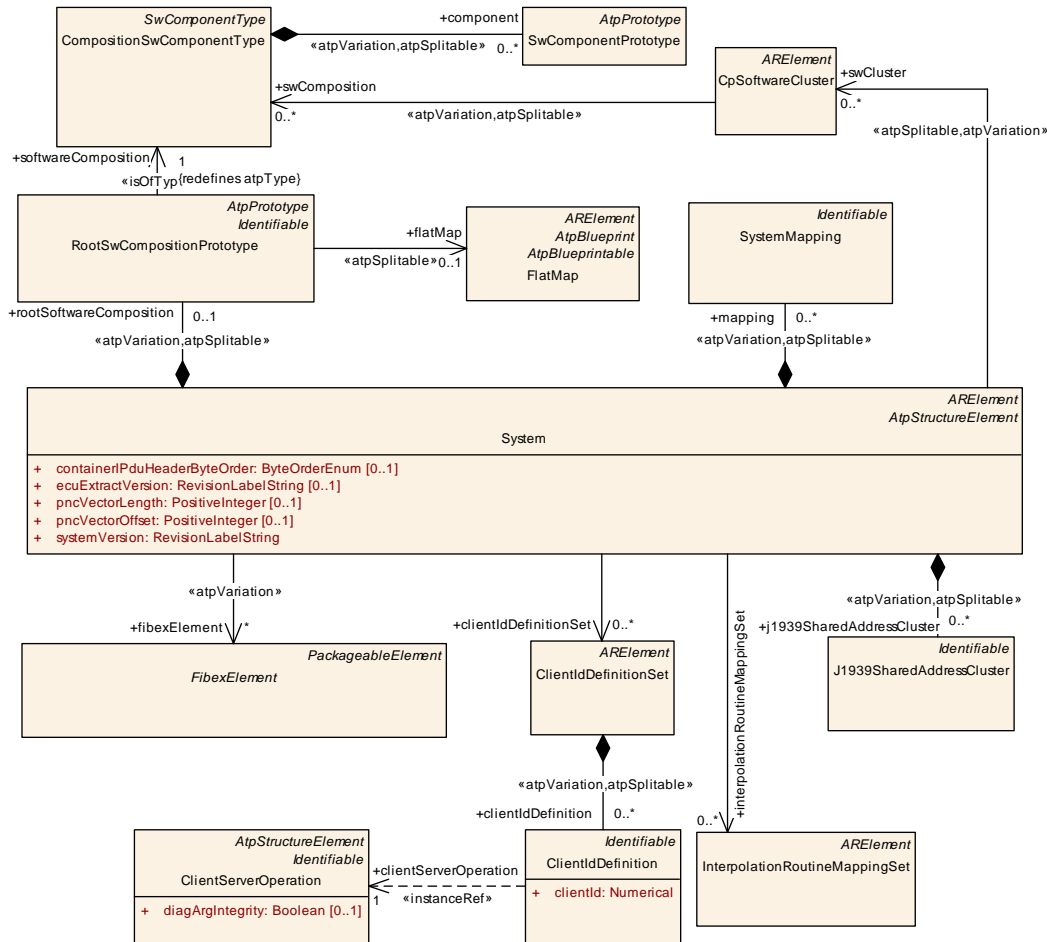 SwComponentType
CompositionSwComponentType
+component
«atpVariation,atpSplitable»
0..*
AtpPrototype
SwComponentPrototype
ARElement
CpSoftwareCluster
+swCluster
0..*
«atpSplitable,atpVariation»
+swComposition
0..*
«atpVariation,atpSplitable»
+softwareComposition
1
«isOfTyp
{redefines atpType}
AtpPrototype
Identifiable
RootSwCompositionPrototype
+flatMap
«atpSplitable»
0..1
ARElement
AtpBlueprint
AtpBlueprintable
FlatMap
Identifiable
SystemMapping
+rootSoftwareComposition
0..1
«atpVariation,atpSplitable»
+mapping
0..*
«atpVariation,atpSplitable»
ARElement
AtpStructureElement
System
+ containerIPduHeaderByteOrder: ByteOrderEnum [0..1]
+ ecuExtractVersion: RevisionLabelString [0..1]
+ pncVectorLength: PositiveInteger [0..1]
+ pncVectorOffset: PositiveInteger [0..1]
+ systemVersion: RevisionLabelString
«atpVariation»
+fibexElement
*
PackageableElement
FibexElement
+clientIdDefinitionSet
0..*
ARElement
ClientIdDefinitionSet
+interpolationRoutineMappingSet
0..*
«atpVariation,atpSplitable»
+j1939SharedAddressCluster
0..*
Identifiable
J1939SharedAddressCluster
«atpVariation,atpSplitable»
+clientIdDefinition
0..*
AtpStructureElement
Identifiable
ClientServerOperation
+ diagArgIntegrity: Boolean [0..1]
+clientServerOperation
1
«instanceRef»
Identifiable
ClientIdDefinition
+ clientId: Numerical
ARElement
InterpolationRoutineMappingSet